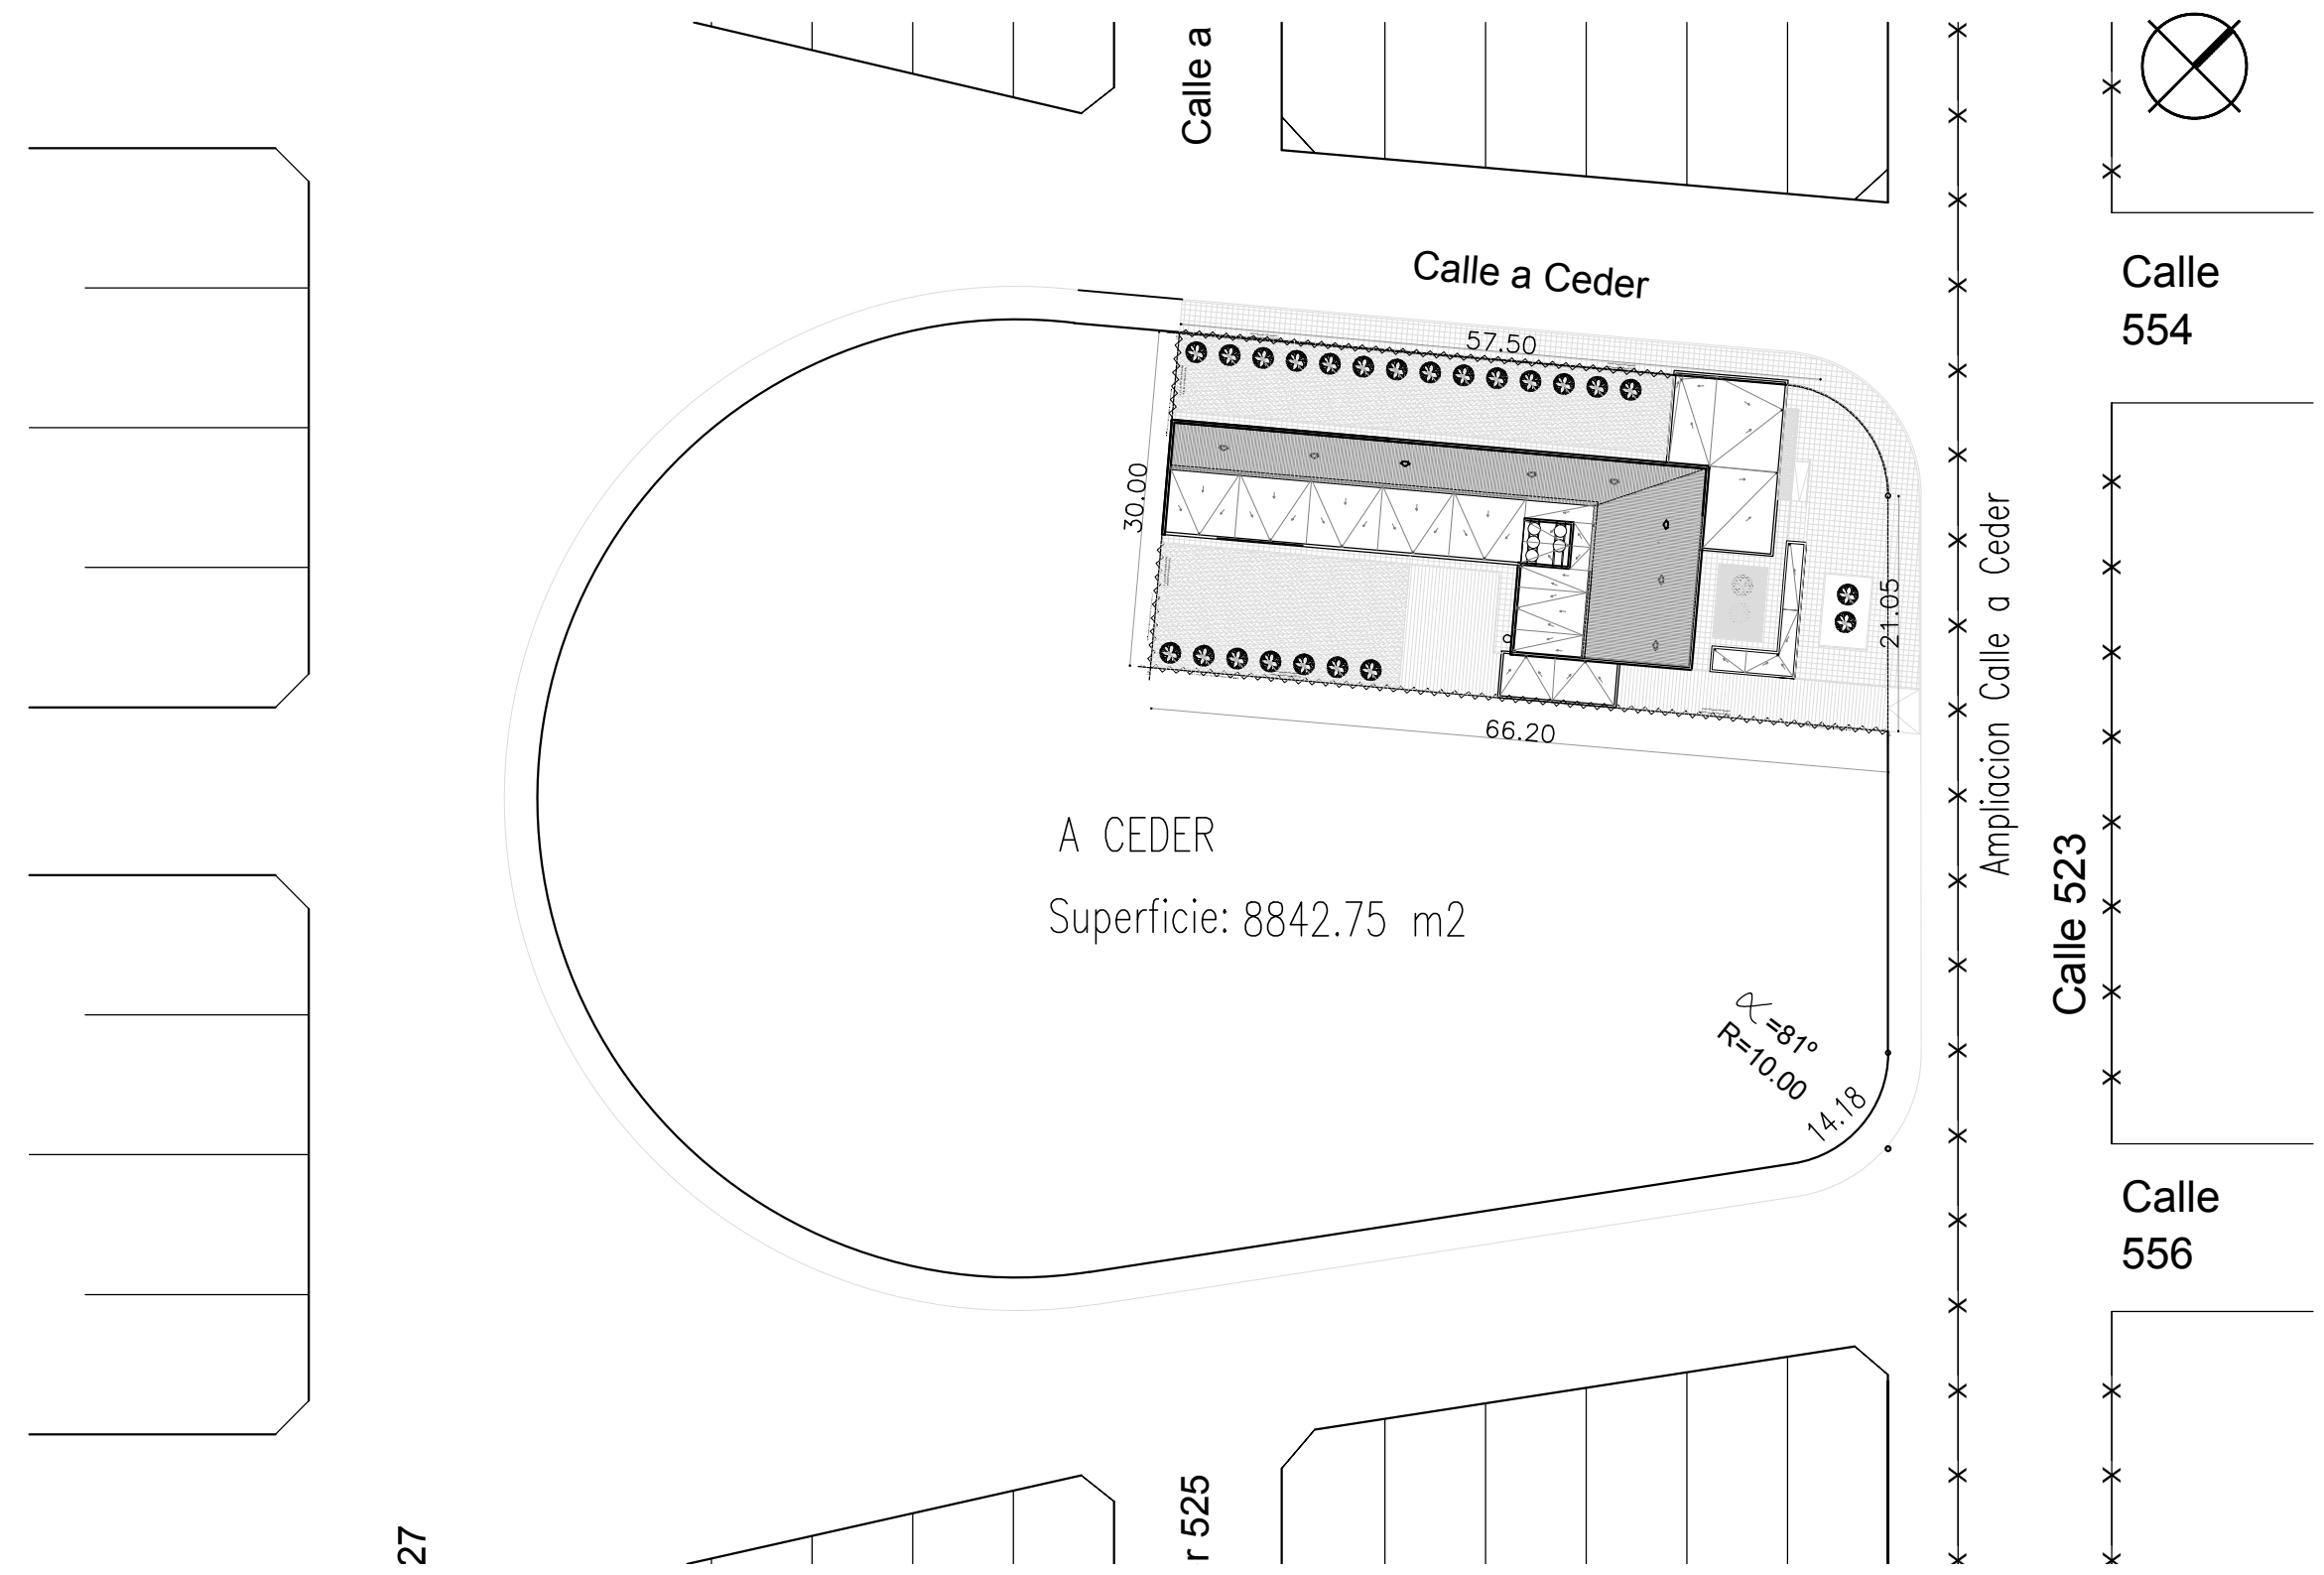 Calle a
Calle a Ceder
Calle
554
57.50
30.00
21.05
66.20
Ampliacion Calle a Ceder
A CEDER
Superficie: 8842.75 m2
Calle 523
=81º
R=10.00
14.18
Calle
556
r 525
27